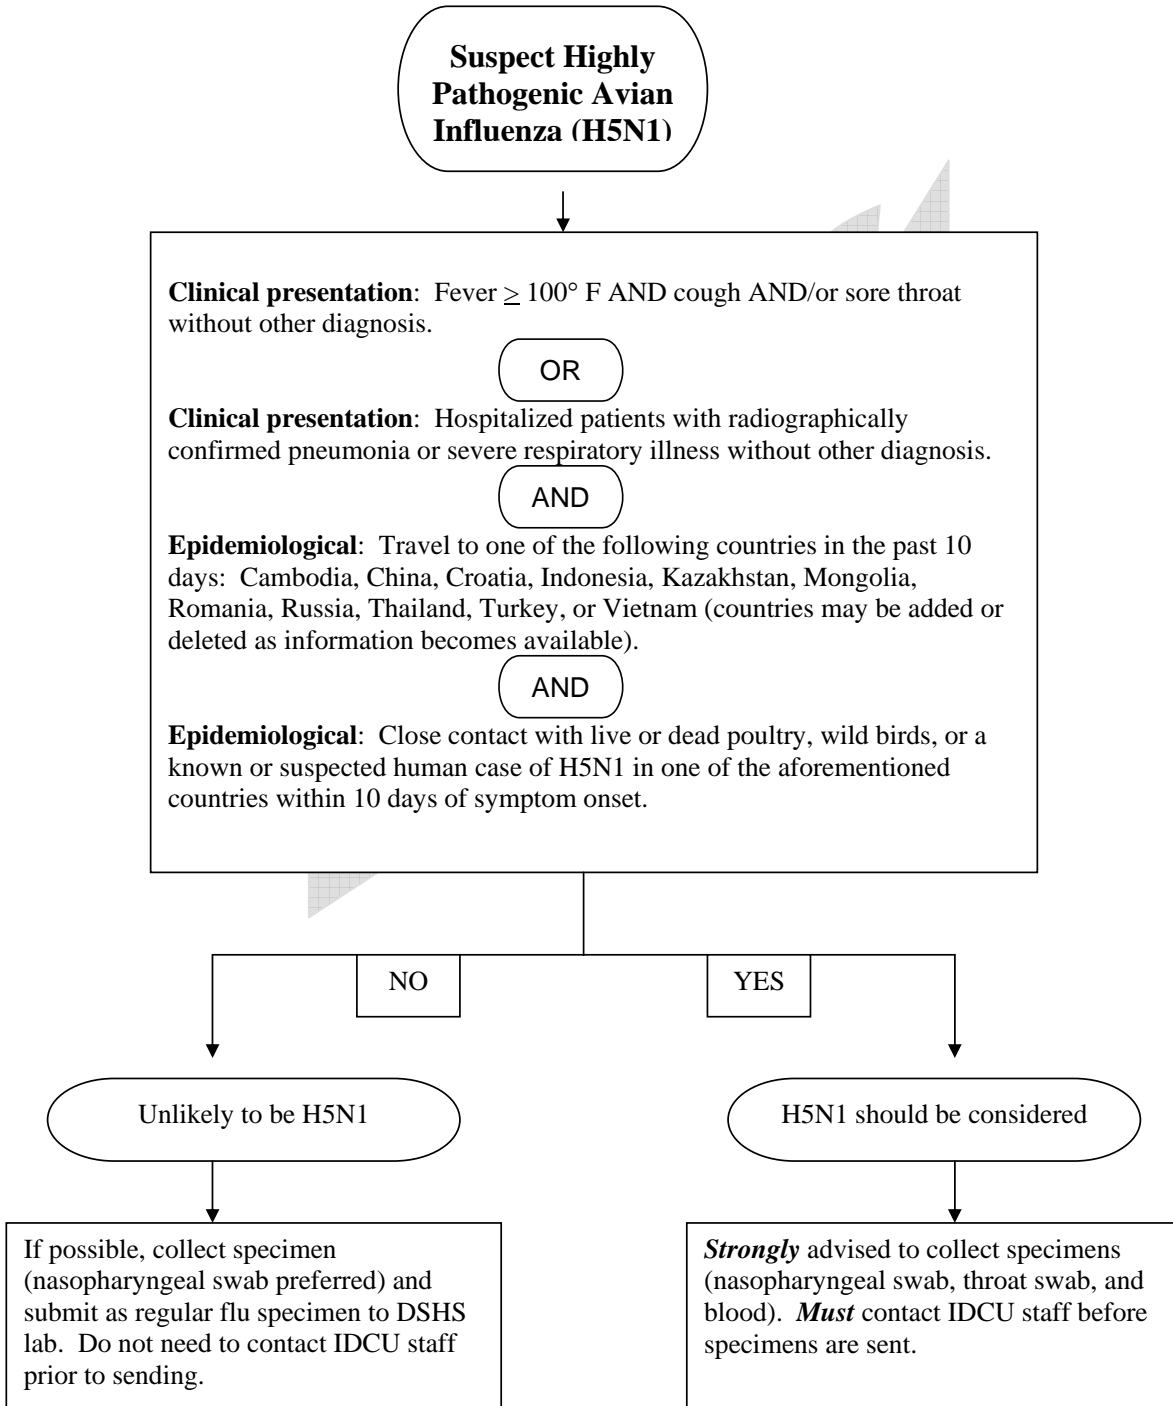 Suspect Highly
Pathogenic Avian
Influenza (H5N1)
Clinical presentation: Fever ≥ 100° F AND cough AND/or sore throat
without other diagnosis.
OR
Clinical presentation: Hospitalized patients with radiographically
confirmed pneumonia or severe respiratory illness without other diagnosis.
AND
Epidemiological: Travel to one of the following countries in the past 10
days: Cambodia, China, Croatia, Indonesia, Kazakhstan, Mongolia,
Romania, Russia, Thailand, Turkey, or Vietnam (countries may be added or
deleted as information becomes available).
AND
Epidemiological: Close contact with live or dead poultry, wild birds, or a
known or suspected human case of H5N1 in one of the aforementioned
countries within 10 days of symptom onset.
NO
YES
Unlikely to be H5N1
H5N1 should be considered
If possible, collect specimen
(nasopharyngeal swab preferred) and
submit as regular flu specimen to DSHS
lab. Do not need to contact IDCU staff
prior to sending.
Strongly advised to collect specimens
(nasopharyngeal swab, throat swab, and
blood). Must contact IDCU staff before
specimens are sent.